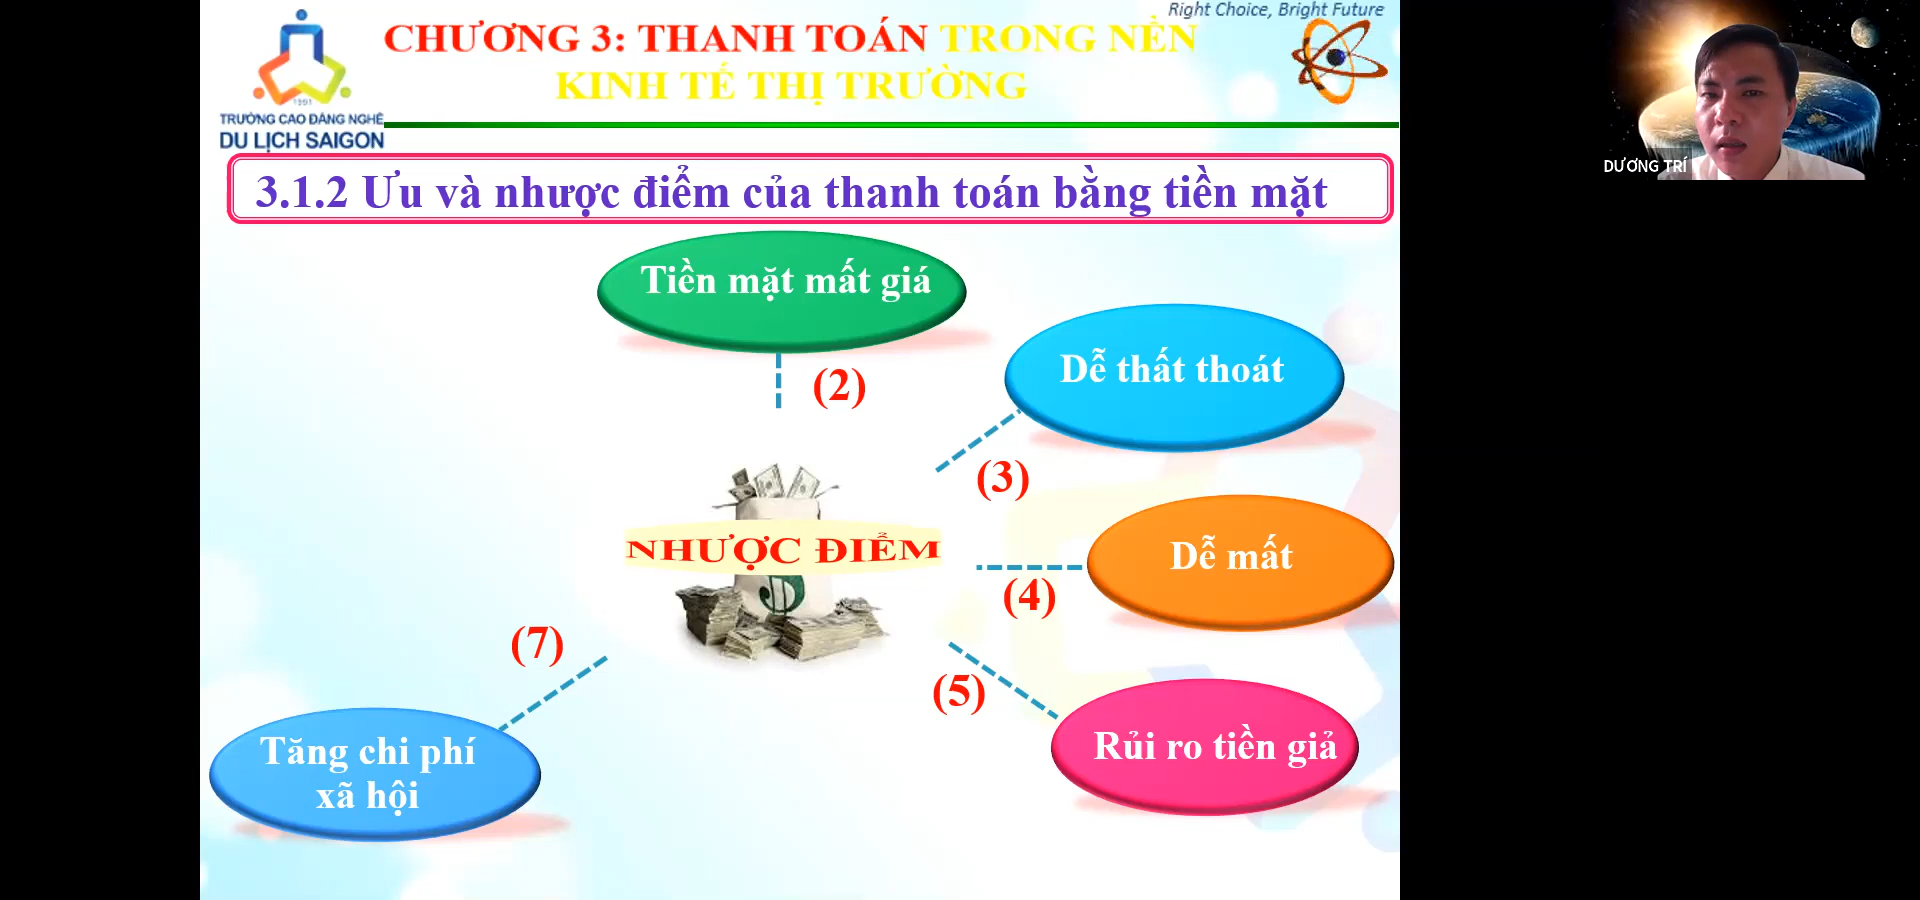 Right Choice, Bright Future
CHƯƠNG 3: THANH TOÁN TRONG NỀN
KINH TẾ THỊ TRƯỜNG
1991
TRƯỜNG CAO ĐẲNG NGHỀ
DU LỊCH SAIGON
DƯƠNG TRÍ
3.1.2 Ưu và nhược điểm của thanh toán bằng tiền mặt
Tiền mặt mất giá
(2)
Dễ thất thoát
(3)
NHƯỢC ĐIỂM
Dễ mất
(4)
(7)
(5)
Rủi ro tiền giả
Tăng chi phí
xã hội